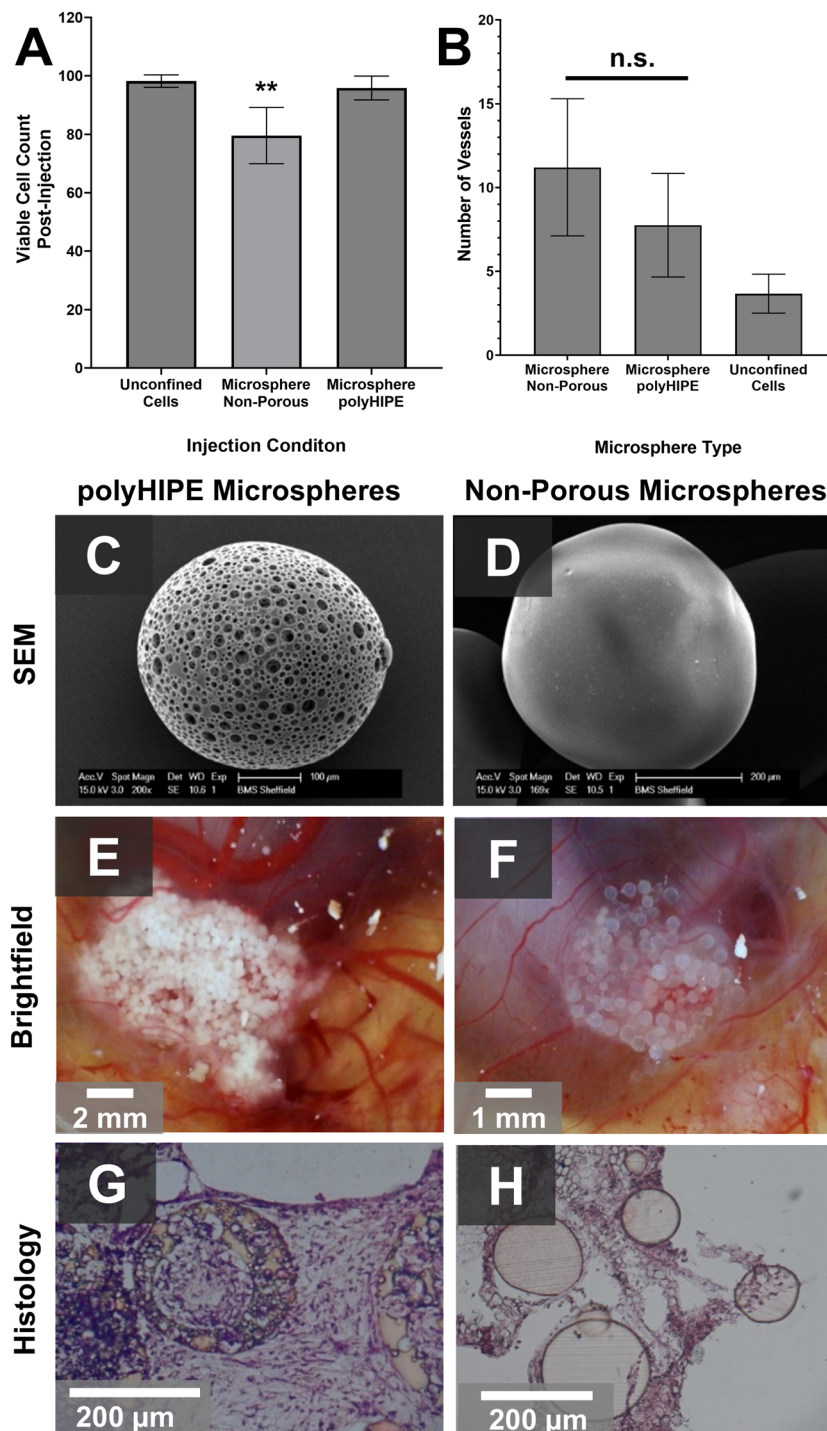 A
120
100
80
60
40
20
0
Viable Cell Count
Post-Injection
**
Unconfined
Cells
Microsphere
Non-Porous
Microsphere
polyHIPE
Injection Conditon
B
20
15
10
5
0
Number of Vessels
n.s.
Microsphere
Non-Porous
Microsphere
polyHIPE
Unconfined
Cells
Microsphere Type
polyHIPE Microspheres
Non-Porous Microspheres
SEM
C
Acc.V Spot Magn Det WD Exp 100 µm
15.0 kV 3.0 200x SE 10.6 1 BMS Sheffield
D
Acc.V Spot Magn Det WD Exp 200 µm
15.0 kV 3.0 169x SE 10.5 1 BMS Sheffield
Brightfield
E
2 mm
F
1 mm
Histology
G
200 µm
H
200 µm